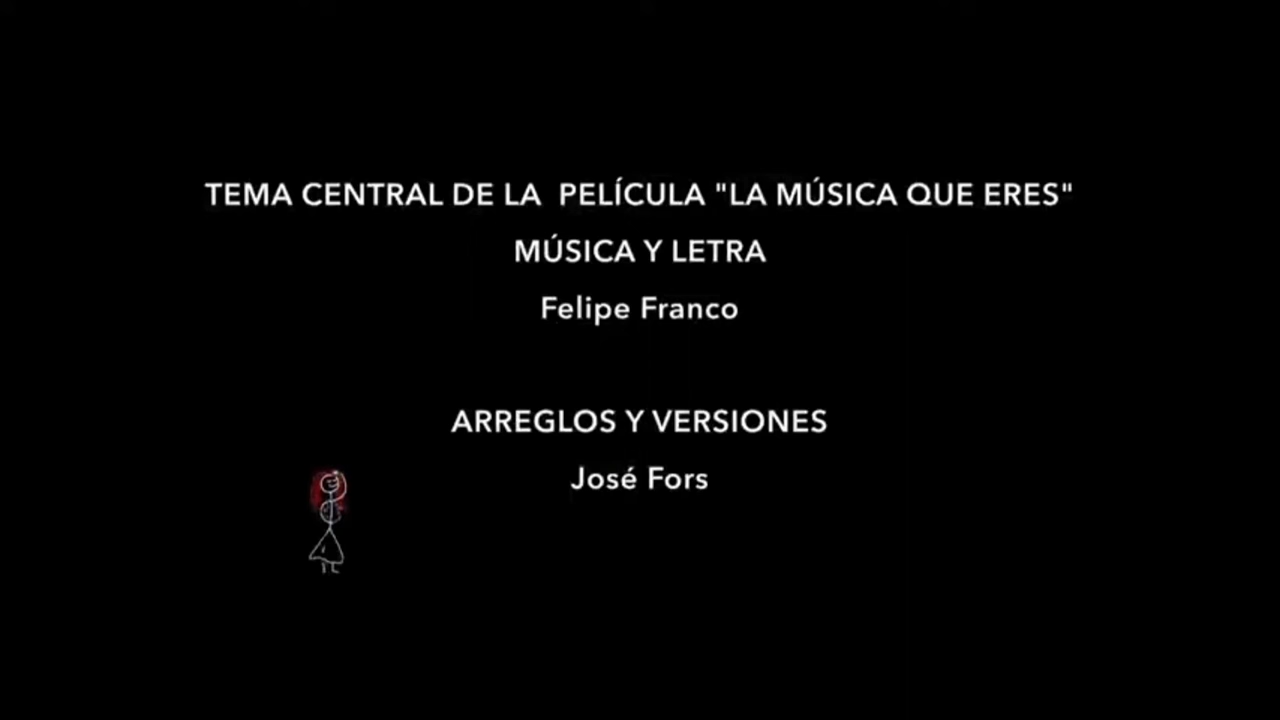 TEMA CENTRAL DE LA PELÍCULA "LA MÚSICA QUE ERES"
MÚSICA Y LETRA
Felipe Franco
ARREGLOS Y VERSIONES
José Fors